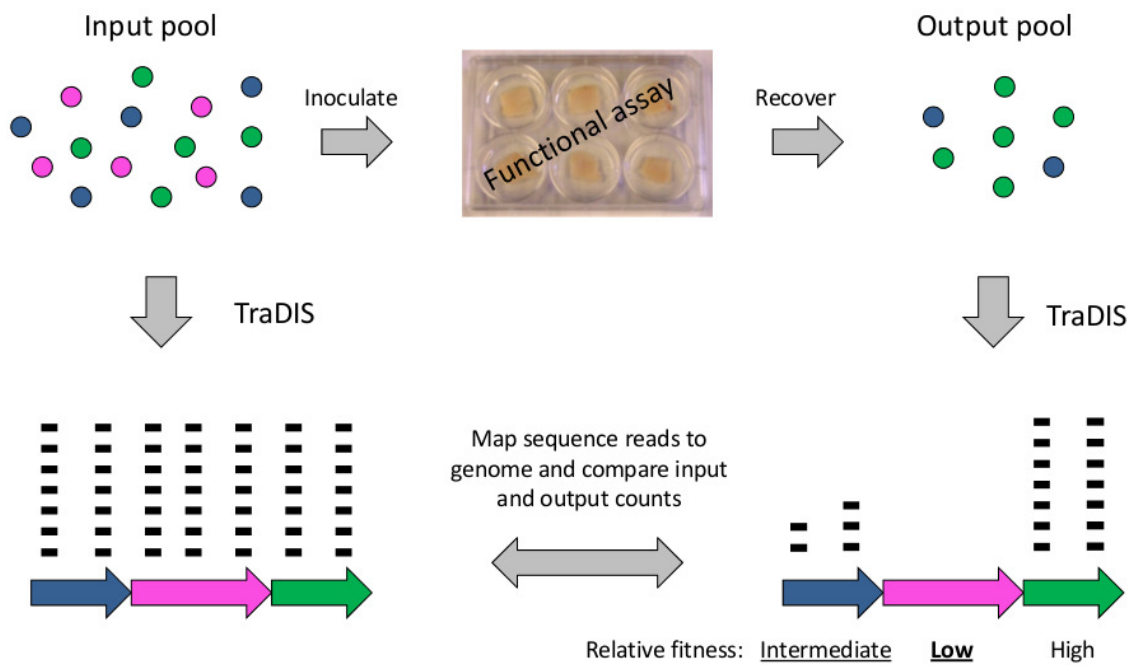 Input pool
Output pool
Inoculate
Functional assay
Recover
TraDIS
TraDIS
Map sequence reads to
genome and compare input
and output counts
Relative fitness: Intermediate Low High